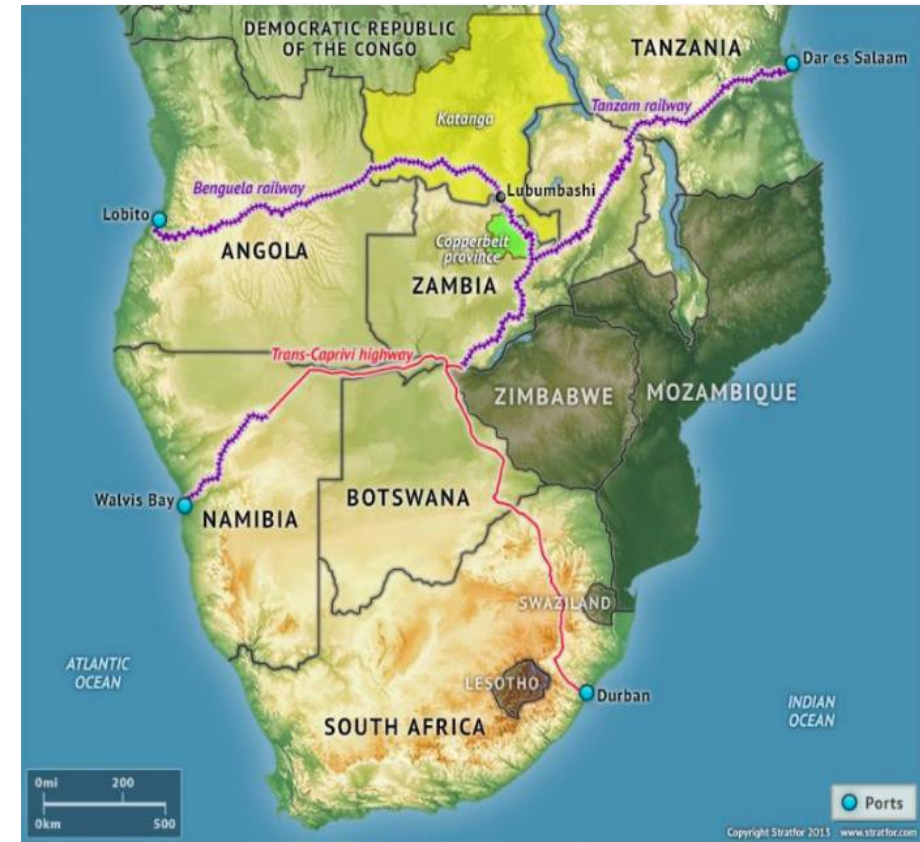 DEMOCRATIC REPUBLIC
OF THE CONGO
TANZANIA
Dar es Salaam
Katanga
Tanzam railway
Benguela railway
Lubumbashi
Lobito
ANGOLA
Copperbelt
province
ZAMBIA
Trans-Caprivi highway
ZIMBABWE
MOZAMBIQUE
Walvis Bay
NAMIBIA
BOTSWANA
SWAZILAND
ATLANTIC
OCEAN
LESOTHO
Durban
INDIAN
OCEAN
SOUTH AFRICA
0mi 200
0km 500
Ports
Copyright Stratfor 2013 www.stratfor.com